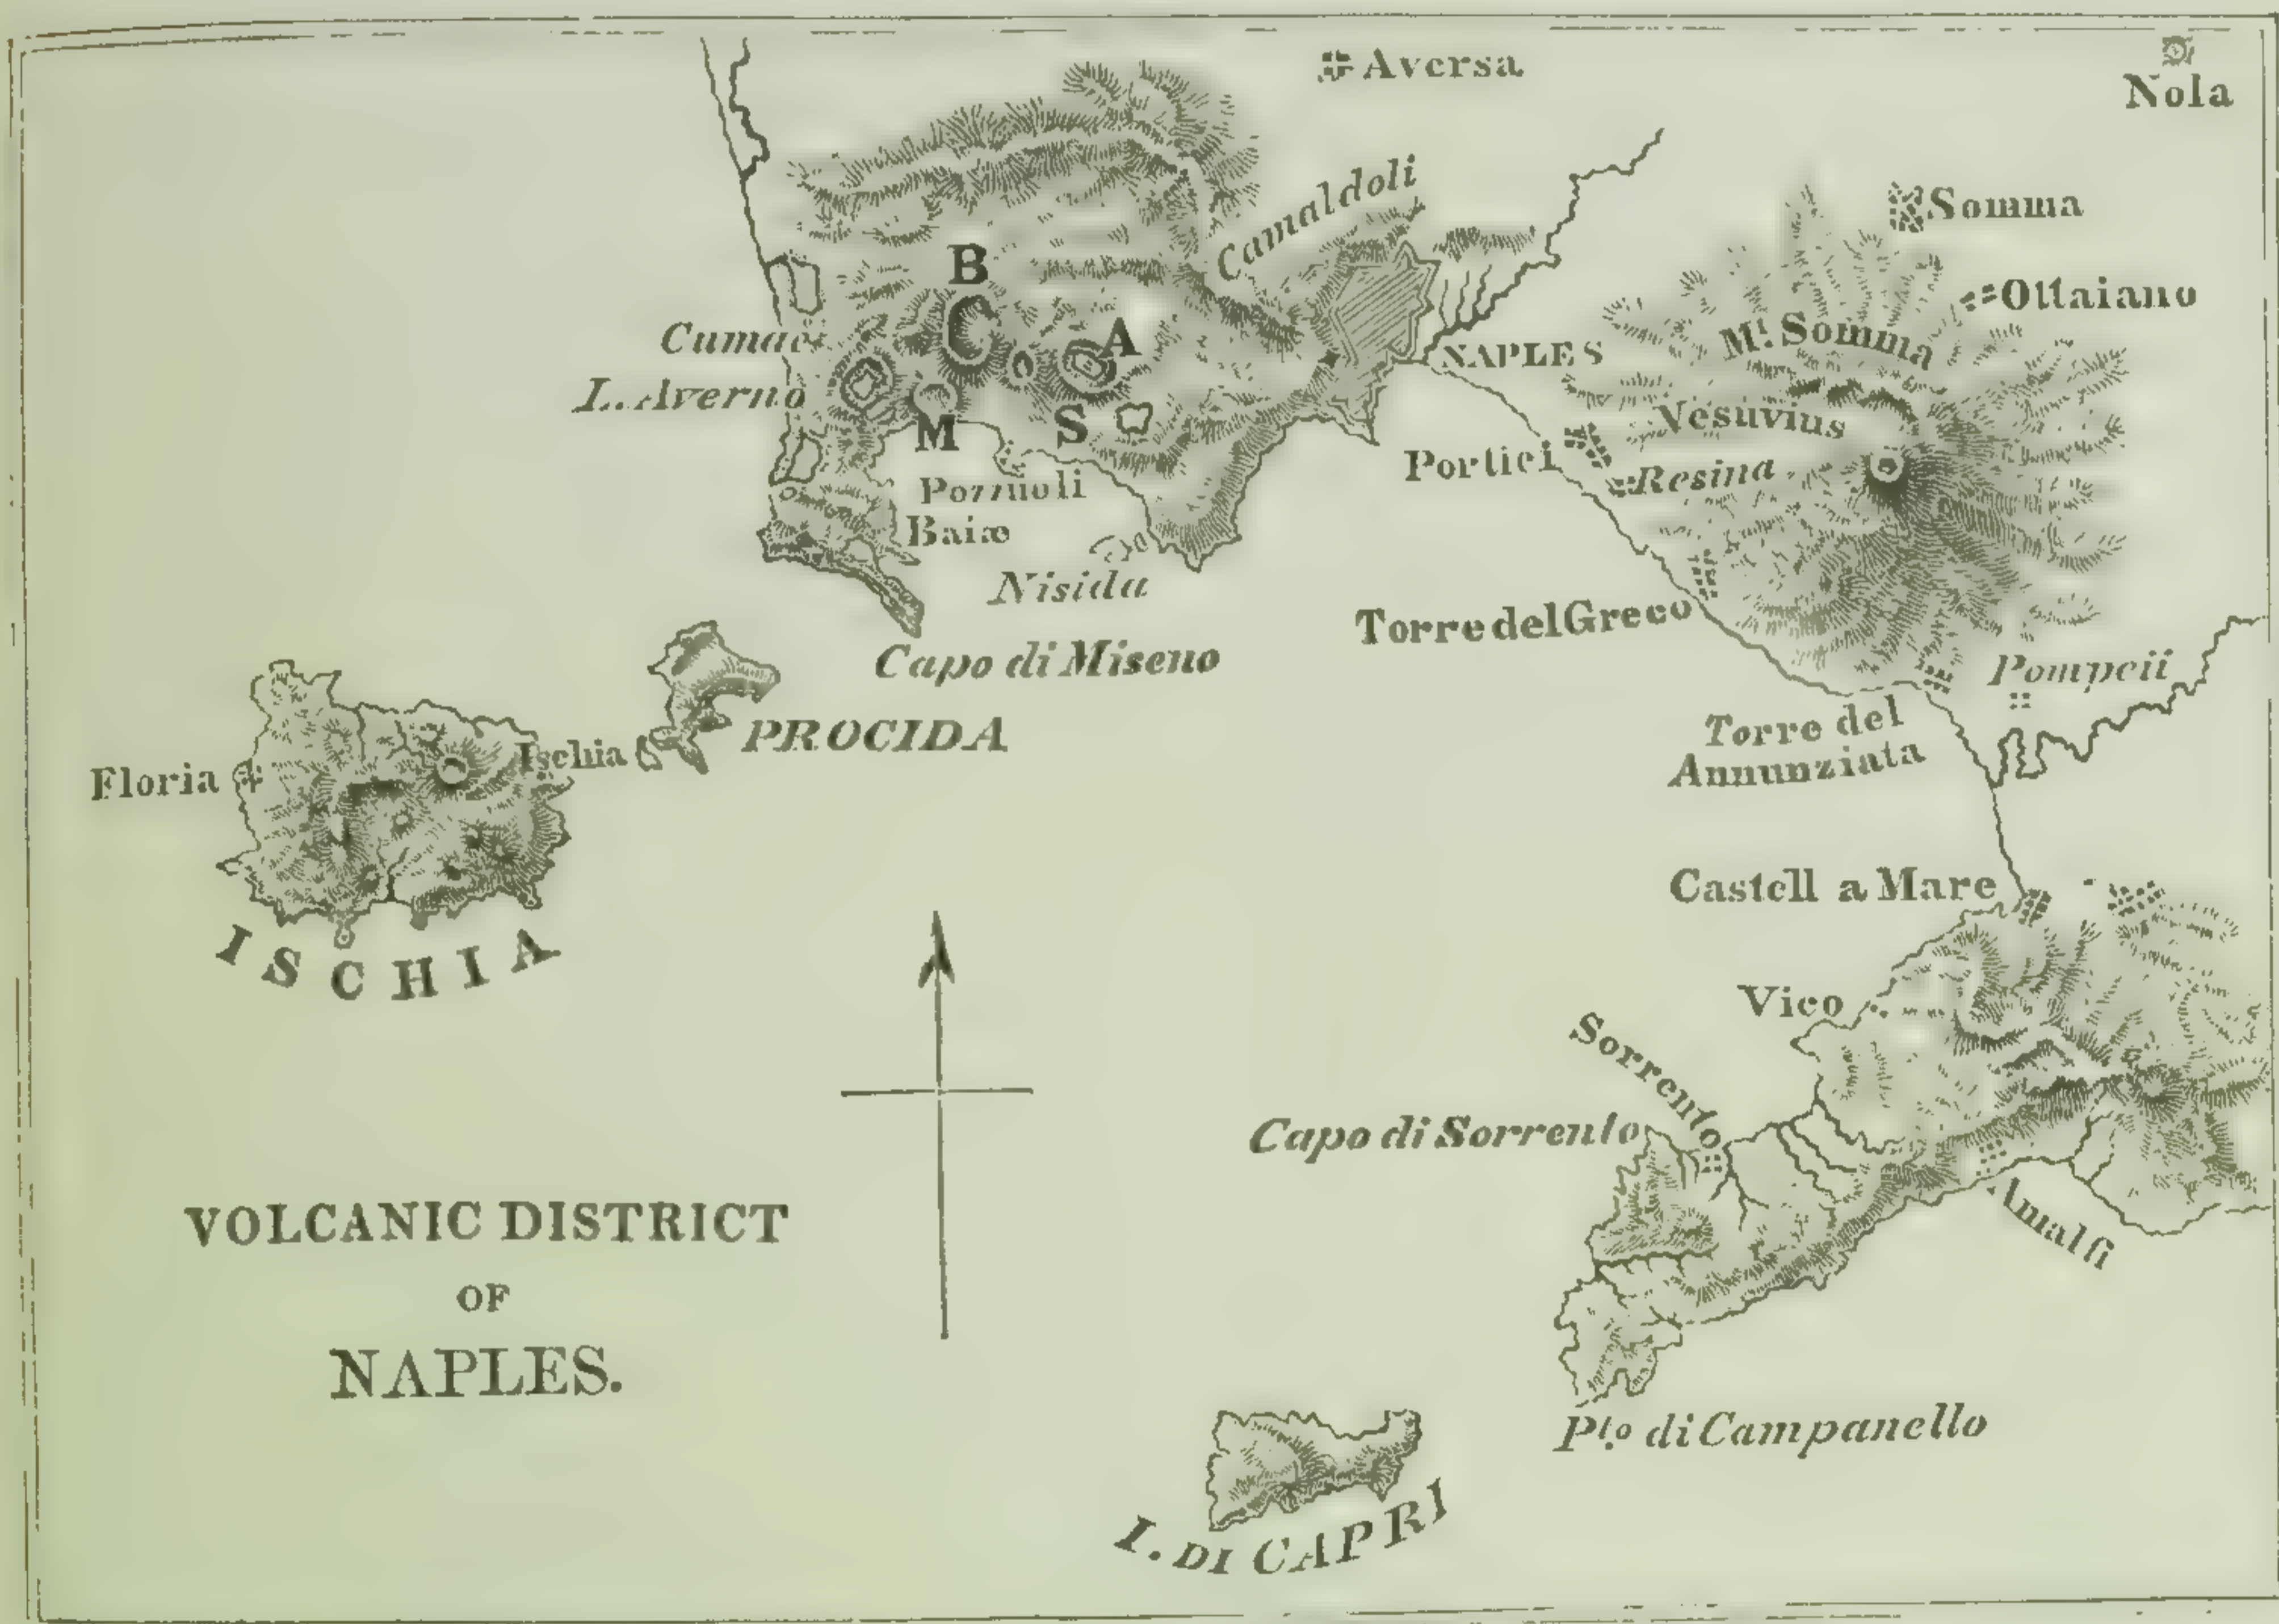 Aversa
Nola
Camaldoli
Somma
B
Ottaiano
Cumae
A
Mt. Somma
NAPLES
L. Averno
Vesuvius
M
S
Portici
Resina
Pozzuoli
Baiæ
Nisida
Torre del Greco
Capo di Miseno
Pompeii
PROCIDA
Torre del
Annunziata
Ischia
Floria
Castell a Mare
ISCHIA
Vico
Sorrento
Capo di Sorrento
Amalfi
VOLCANIC DISTRICT
OF
NAPLES.
Pto. di Campanello
I. DI CAPRI